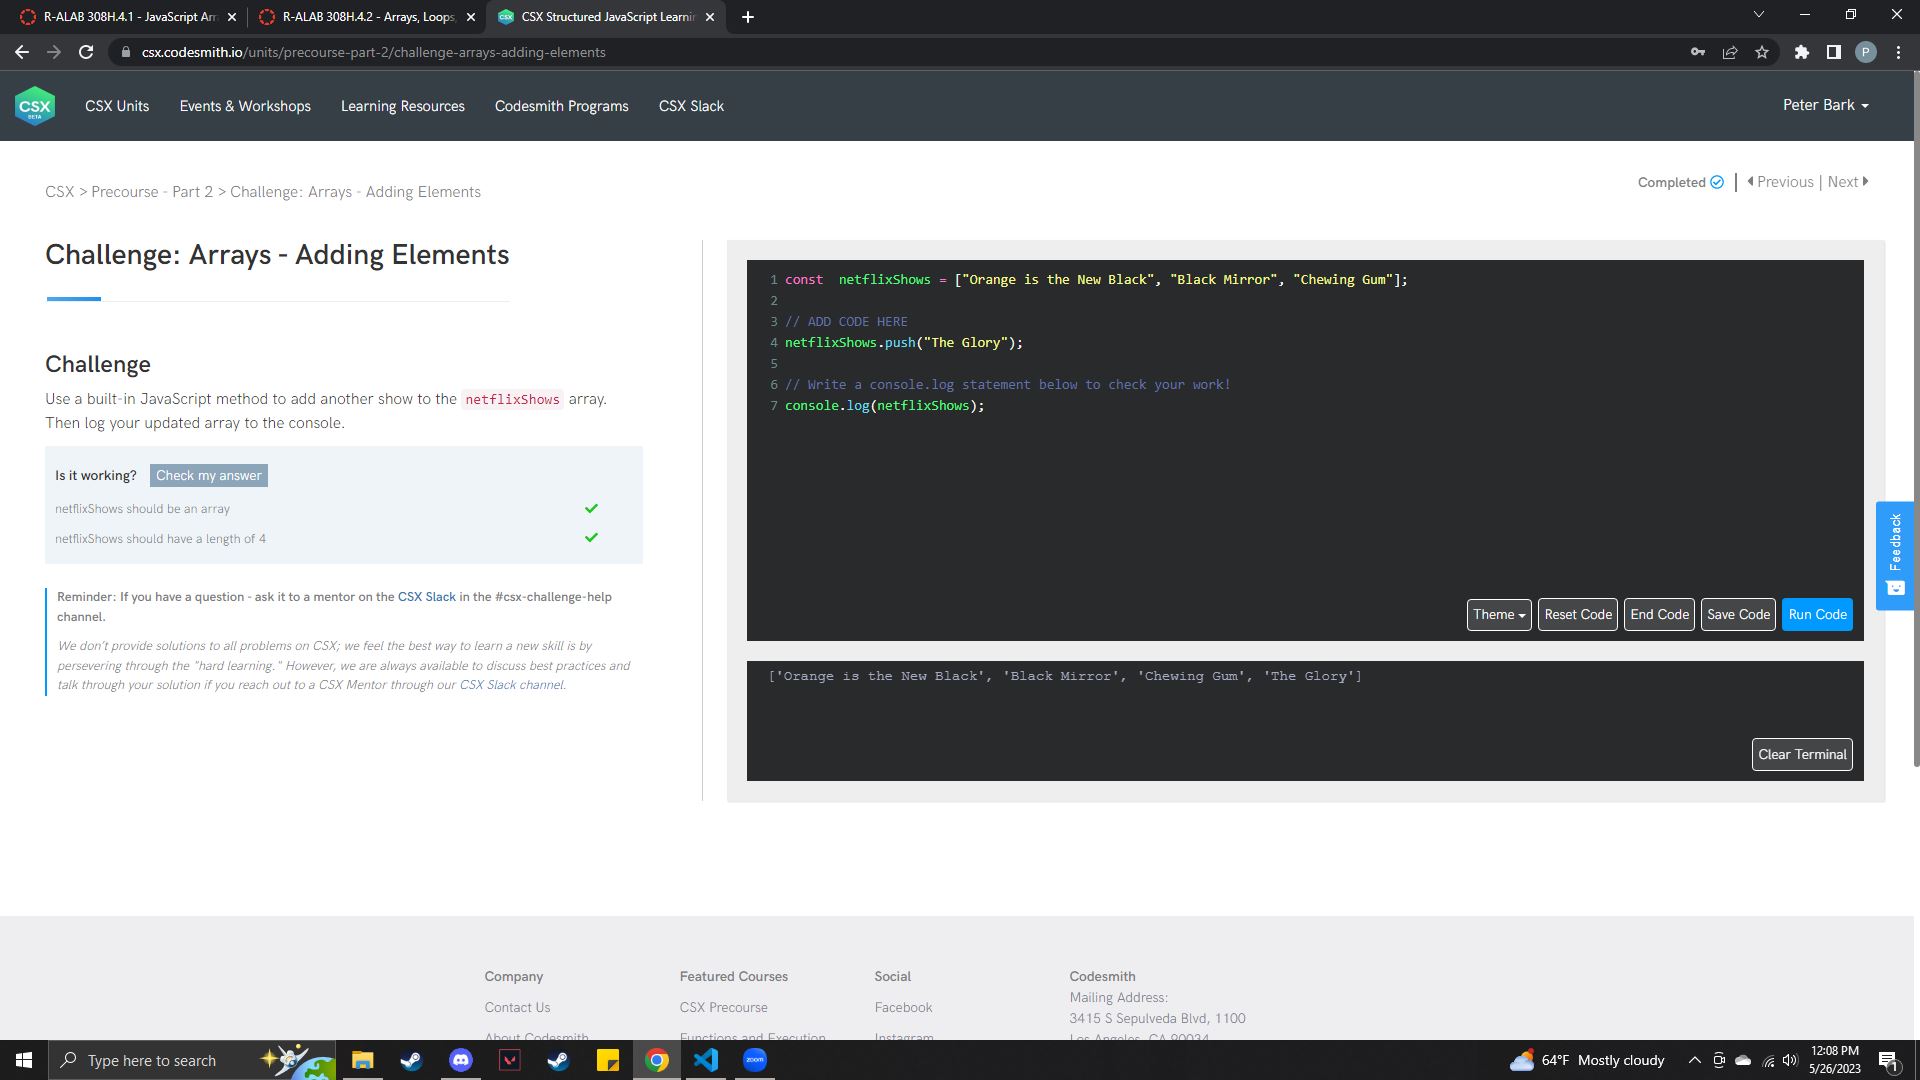 R-ALAB 308H.4.1 - JavaScript Arr
R-ALAB 308H.4.2 - Arrays, Loops,
CSX Structured JavaScript Learnin
csx.codesmith.io/units/precourse-part-2/challenge-arrays-adding-elements
P
CSX
BETA
CSX Units
Events & Workshops
Learning Resources
Codesmith Programs
CSX Slack
Peter Bark
CSX > Precourse - Part 2 > Challenge: Arrays - Adding Elements
Completed
Previous | Next
Challenge: Arrays - Adding Elements
Challenge
Use a built-in JavaScript method to add another show to the netflixShows array.
Then log your updated array to the console.
Is it working? Check my answer
netflixShows should be an array
netflixShows should have a length of 4
Reminder: If you have a question - ask it to a mentor on the CSX Slack in the #csx-challenge-help
channel.
We don't provide solutions to all problems on CSX; we feel the best way to learn a new skill is by
persevering through the "hard learning." However, we are always available to discuss best practices and
talk through your solution if you reach out to a CSX Mentor through our CSX Slack channel.
1 const  netflixShows = ["Orange is the New Black", "Black Mirror", "Chewing Gum"];
2
3 // ADD CODE HERE
4 netflixShows.push("The Glory");
5
6 // Write a console.log statement below to check your work!
7 console.log(netflixShows);
Theme
Reset Code
End Code
Save Code
Run Code
['Orange is the New Black', 'Black Mirror', 'Chewing Gum', 'The Glory']
Clear Terminal
Feedback
Company
Contact Us
About Codesmith
Featured Courses
CSX Precourse
Functions and Execution
Social
Facebook
Instagram
Codesmith
Mailing Address:
3415 S Sepulveda Blvd, 1100
Los Angeles, CA 90034
Type here to search
zoom
64°F Mostly cloudy
12:08 PM
5/26/2023
1